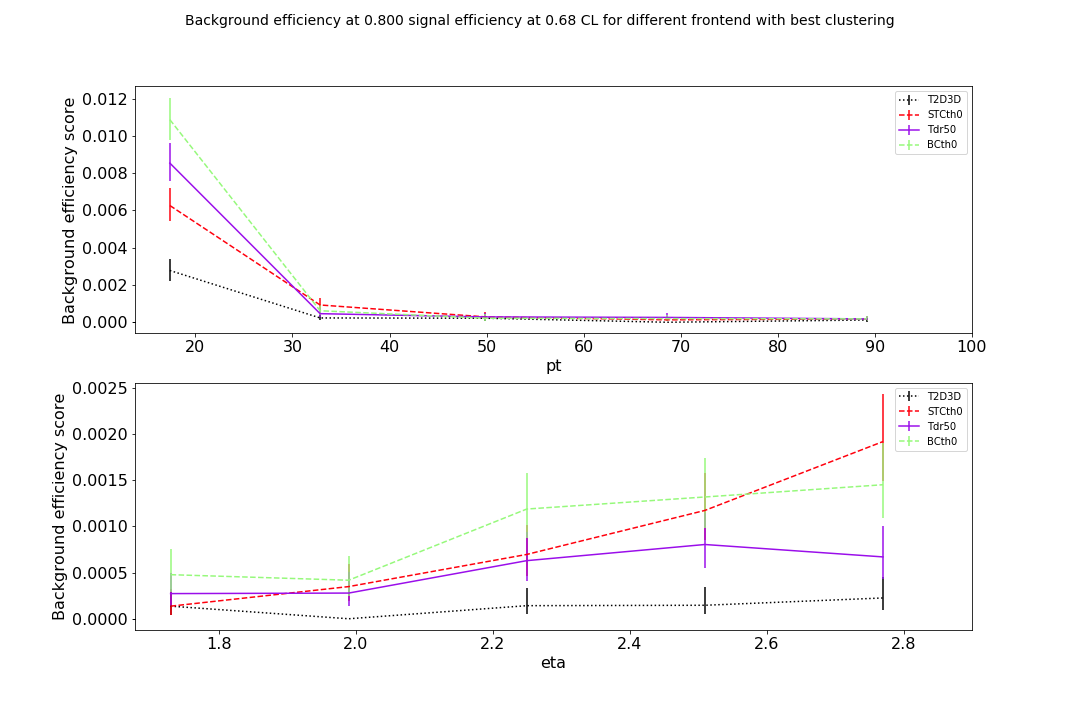 Background efficiency at 0.800 signal efficiency at 0.68 CL for different frontend with best clustering
Background efficiency score
0.012
0.010
0.008
0.006
0.004
0.002
0.000
T2D3D
STCth0
Tdr50
BCth0
20 30 40 50 60 70 80 90 100
pt
Background efficiency score
0.0025
0.0020
0.0015
0.0010
0.0005
0.0000
T2D3D
STCth0
Tdr50
BCth0
1.8 2.0 2.2 2.4 2.6 2.8
eta